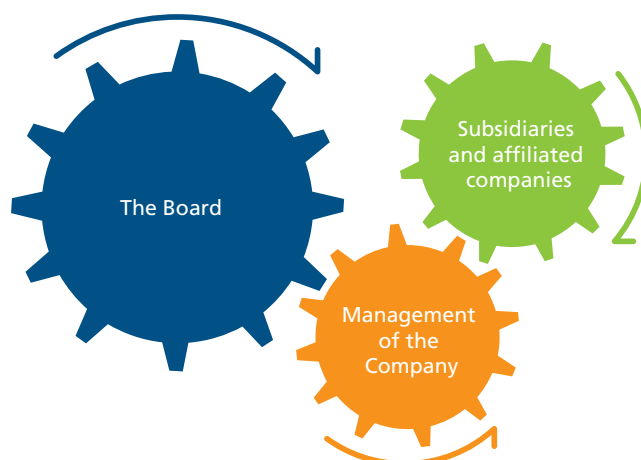 The Board
Subsidiaries
and affiliated
companies
Management
of the
Company